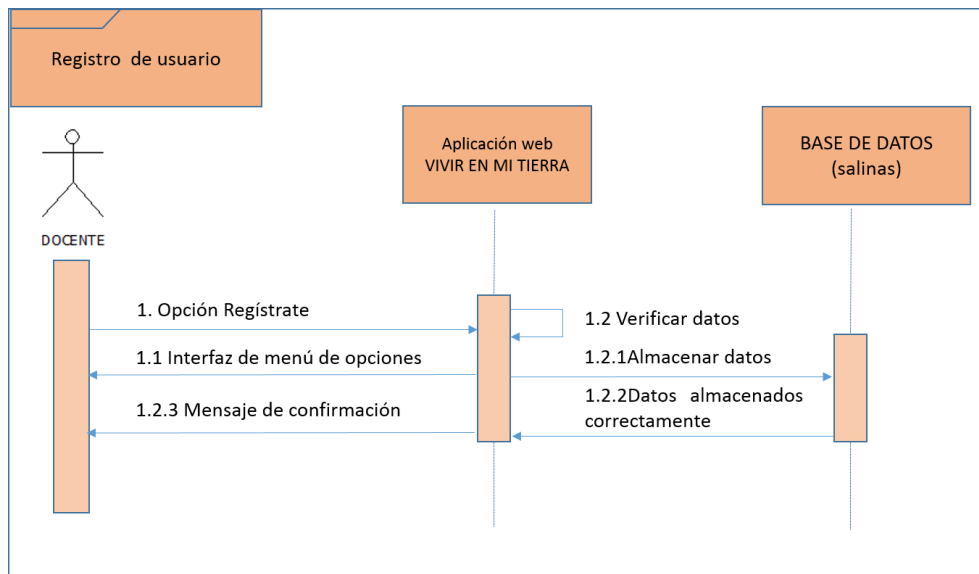 Registro de usuario
Aplicación web
VIVIR EN MI TIERRA
BASE DE DATOS
(salinas)
DOCENTE
1. Opción Regístrate
1.2 Verificar datos
1.1 Interfaz de menú de opciones
1.2.1Almacenar datos
1.2.3 Mensaje de confirmación
1.2.2Datos almacenados
correctamente